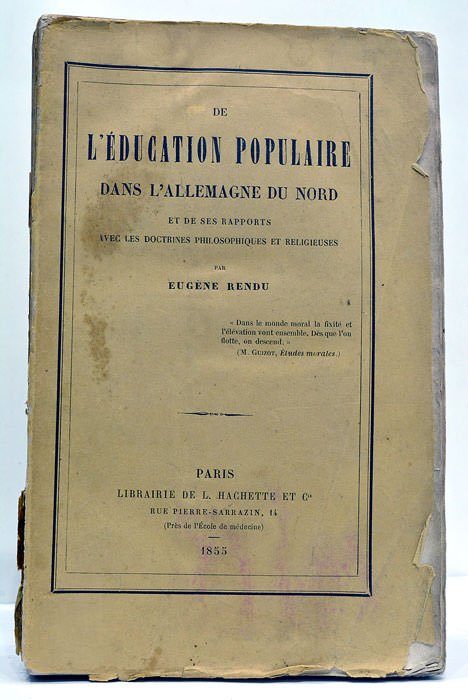 DE
L'ÉDUCATION POPULAIRE
DANS L'ALLEMAGNE DU NORD
ET DE SES RAPPORTS
AVEC LES DOCTRINES PHILOSOPHIQUES ET RELIGIEUSES
PAR
EUGÈNE RENDU
« Dans le monde moral la fixité et
l'élévation vont ensemble. Dès que l'on
flotte, on descend. »
(M. GUIZOT, Études morales.)
PARIS
LIBRAIRIE DE L. HACHETTE ET Cie
RUE PIERRE-SARRAZIN, 14
(Près de l'École de médecine)
1855